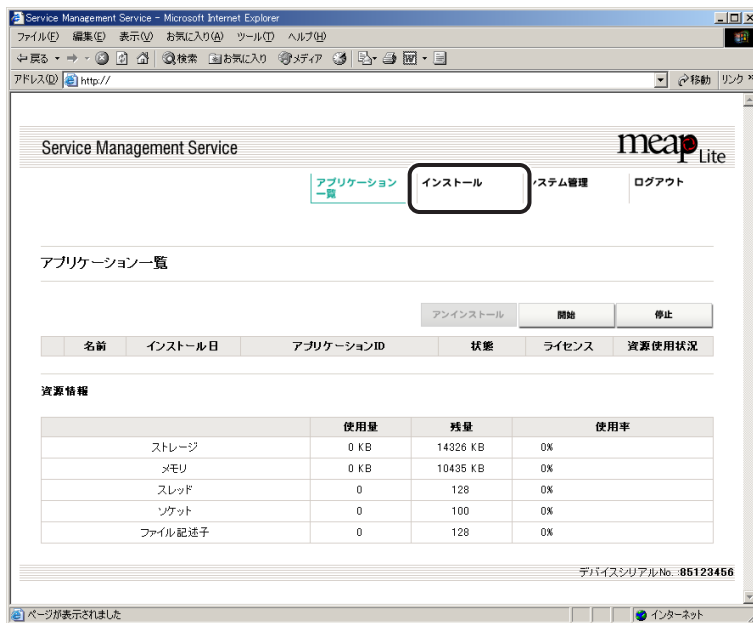 Service Management Service - Microsoft Internet Explorer
ファイル(F) 編集(E) 表示(V) お気に入り(A) ツール(T) ヘルプ(H)
戻る 検索 お気に入り メディア
アドレス(D) http:// 移動 リンク »
Service Management Service
meap Lite
アプリケーション
一覧
インストール
ステム管理
ログアウト
アプリケーション一覧
アンインストール 開始 停止
名前 インストール日 アプリケーションID 状態 ライセンス 資源使用状況
資源情報
使用量 残量 使用率
ストレージ 0 KB 14326 KB 0%
メモリ 0 KB 10435 KB 0%
スレッド 0 128 0%
ソケット 0 100 0%
ファイル記述子 0 128 0%
デバイスシリアルNo. :85123456
ページが表示されました インターネット